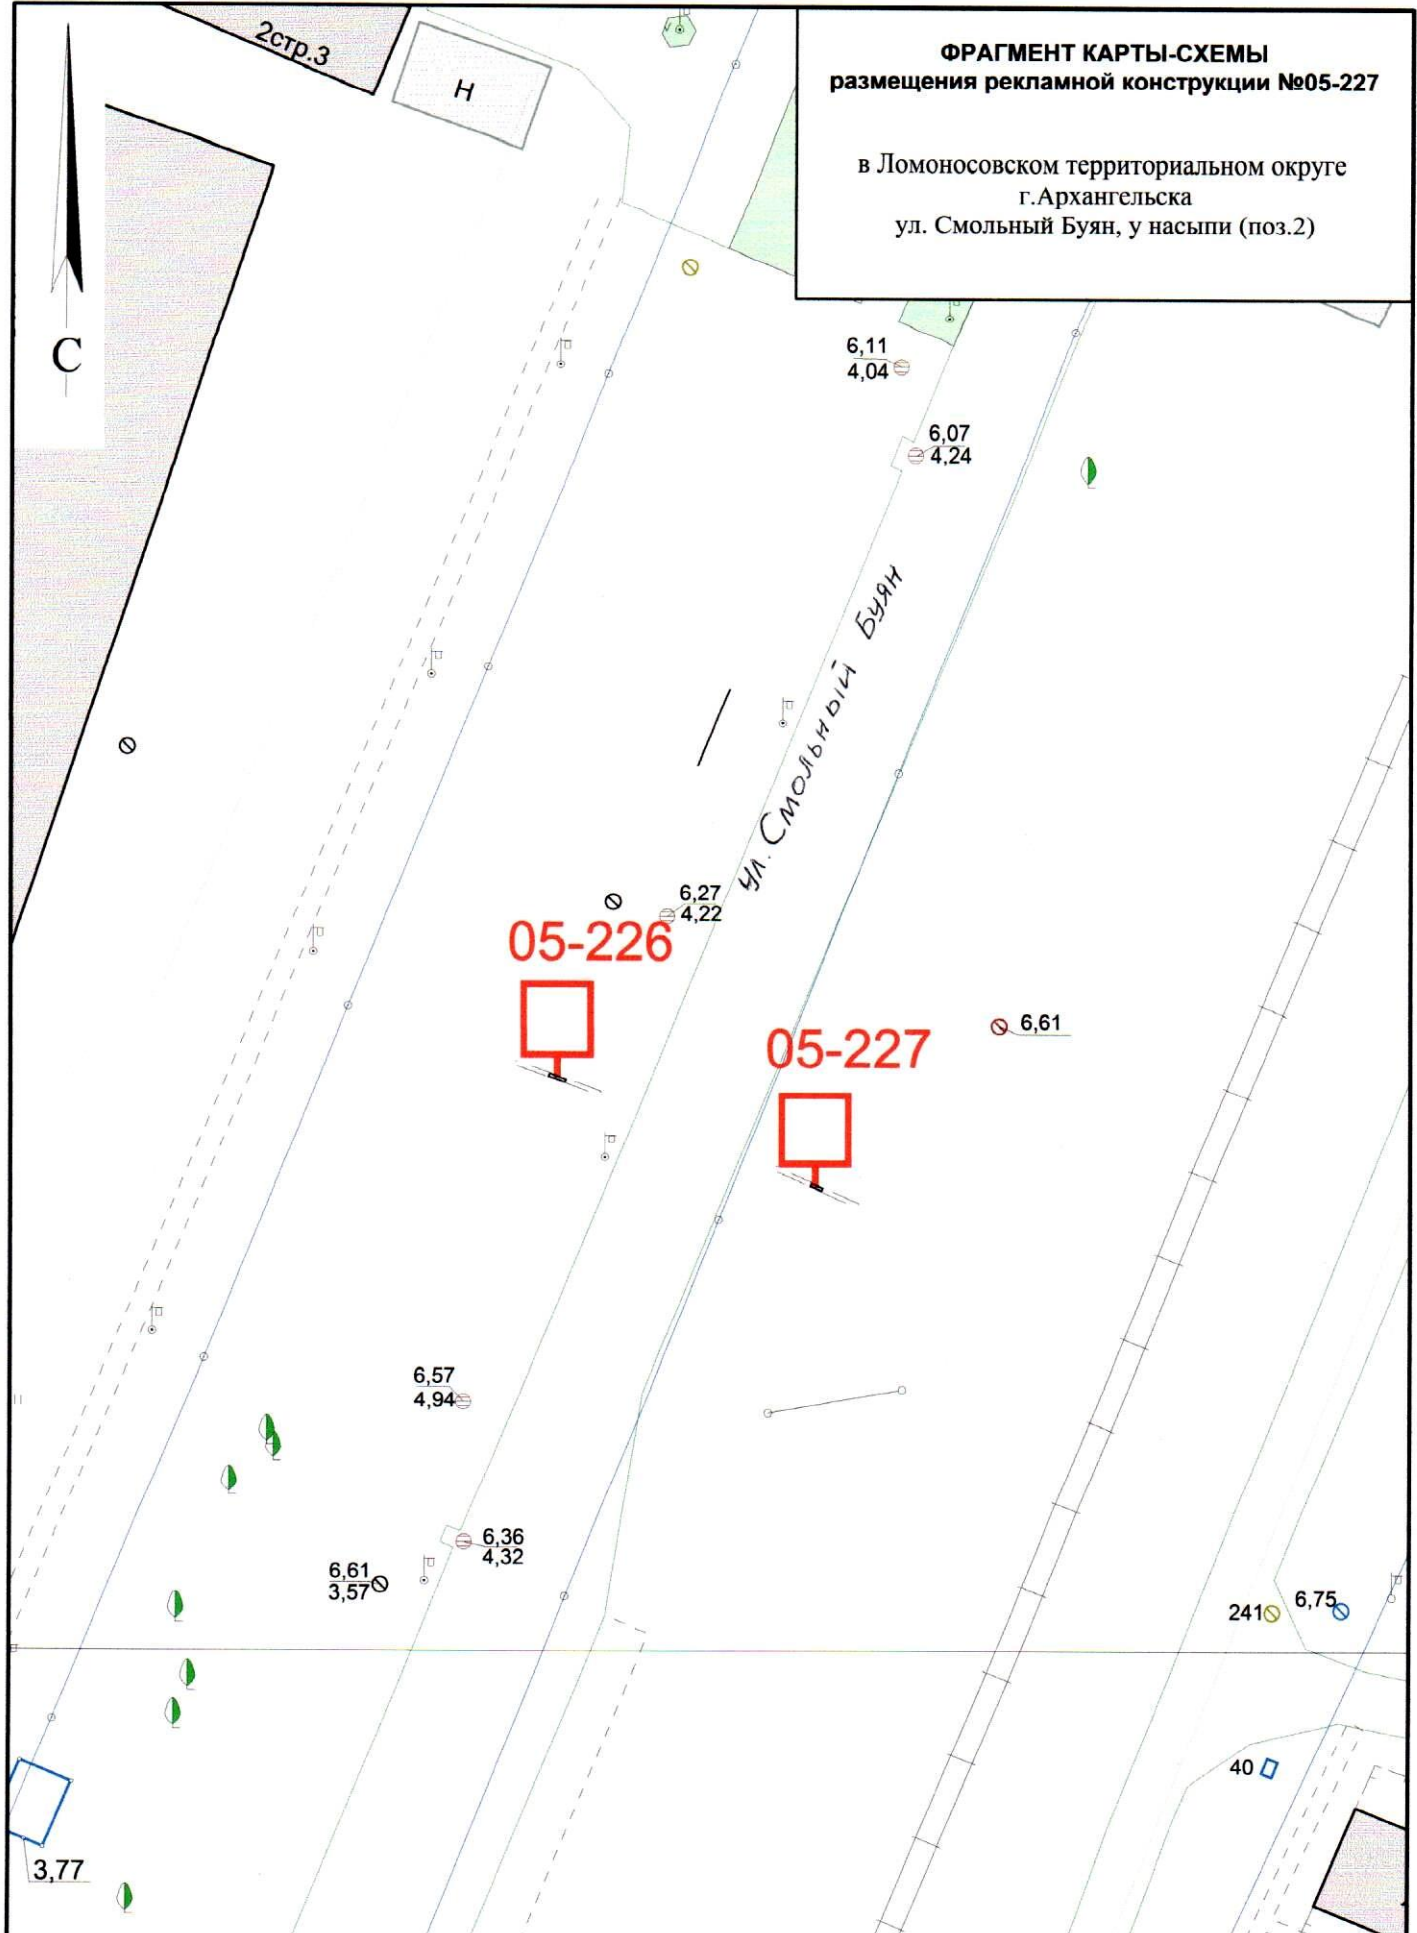 2стр.3
Н
ФРАГМЕНТ КАРТЫ-СХЕМЫ
размещения рекламной конструкции №05-227
в Ломоносовском территориальном округе
г.Архангельска
ул. Смольный Буян, у насыпи (поз.2)
С
6,11
4,04
6,07
4,24
ул. Смольный Буян
6,27
4,22
05-226
05-227
6,61
6,57
4,94
6,36
4,32
6,61
3,57
241
6,75
40
3,77